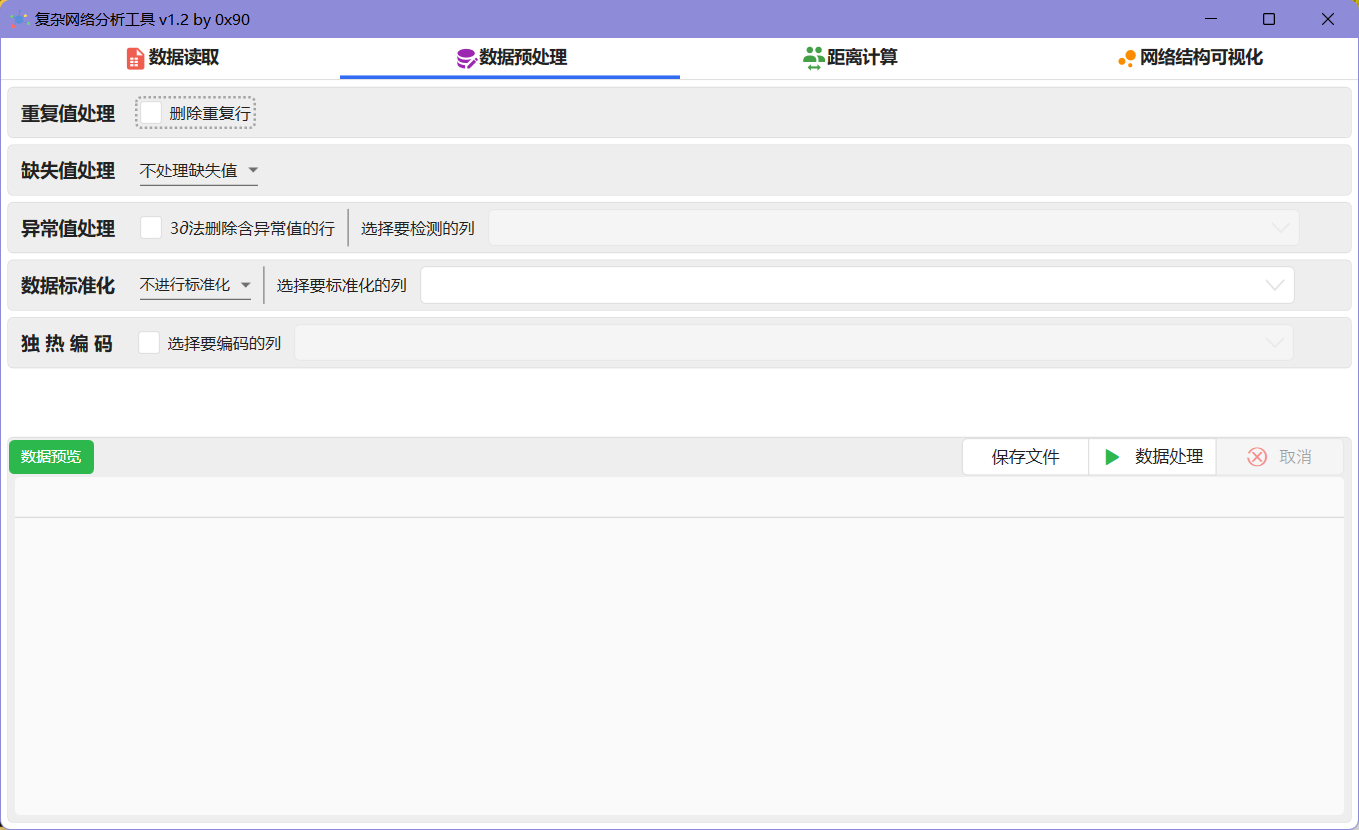 复杂网络分析工具 v1.2 by 0x90
数据读取 数据预处理 距离计算 网络结构可视化
重复值处理 删除重复行
缺失值处理 不处理缺失值
异常值处理 3∂法删除含异常值的行 选择要检测的列
数据标准化 不进行标准化 选择要标准化的列
独 热 编 码 选择要编码的列
数据预览 保存文件 数据处理 取消